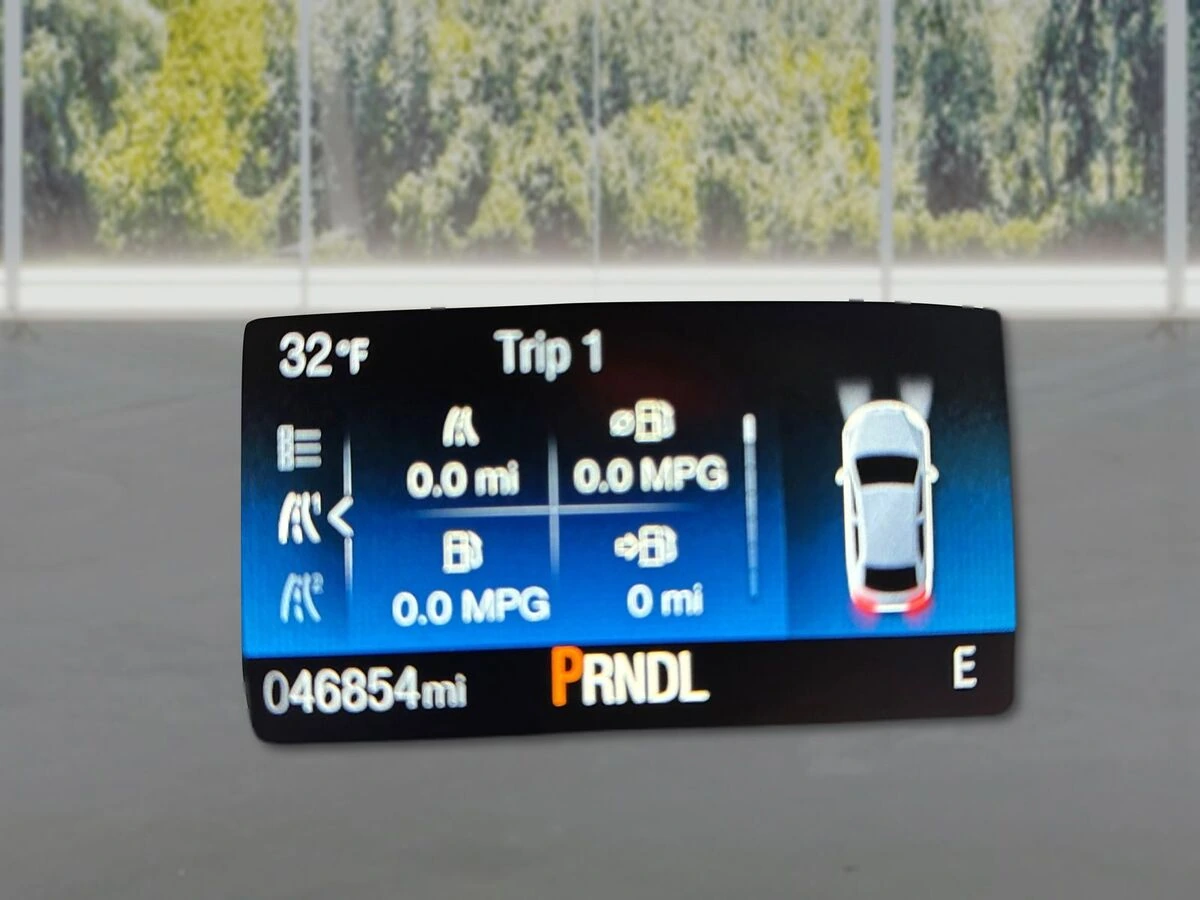 32°F Trip 1
0.0 mi 0.0 MPG
0.0 MPG 0 mi
046854mi PRNDL E